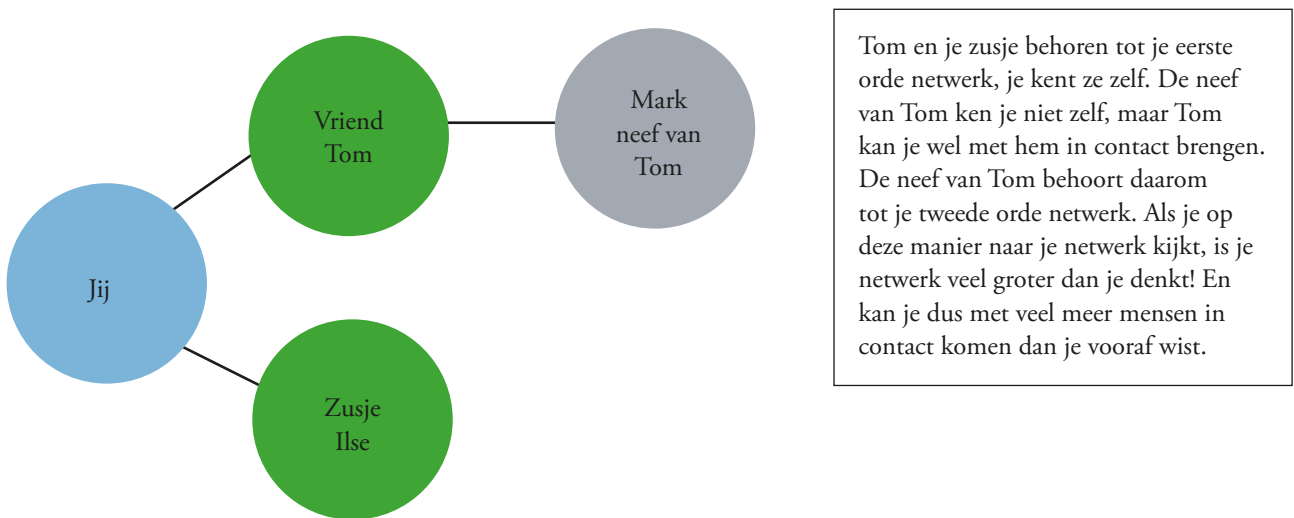 Vriend
Tom
Mark
neef van
Tom
Jij
Zusje
Ilse
Tom en je zusje behoren tot je eerste
orde netwerk, je kent ze zelf. De neef
van Tom ken je niet zelf, maar Tom
kan je wel met hem in contact brengen.
De neef van Tom behoort daarom
tot je tweede orde netwerk. Als je op
deze manier naar je netwerk kijkt, is je
netwerk veel groter dan je denkt! En
kan je dus met veel meer mensen in
contact komen dan je vooraf wist.